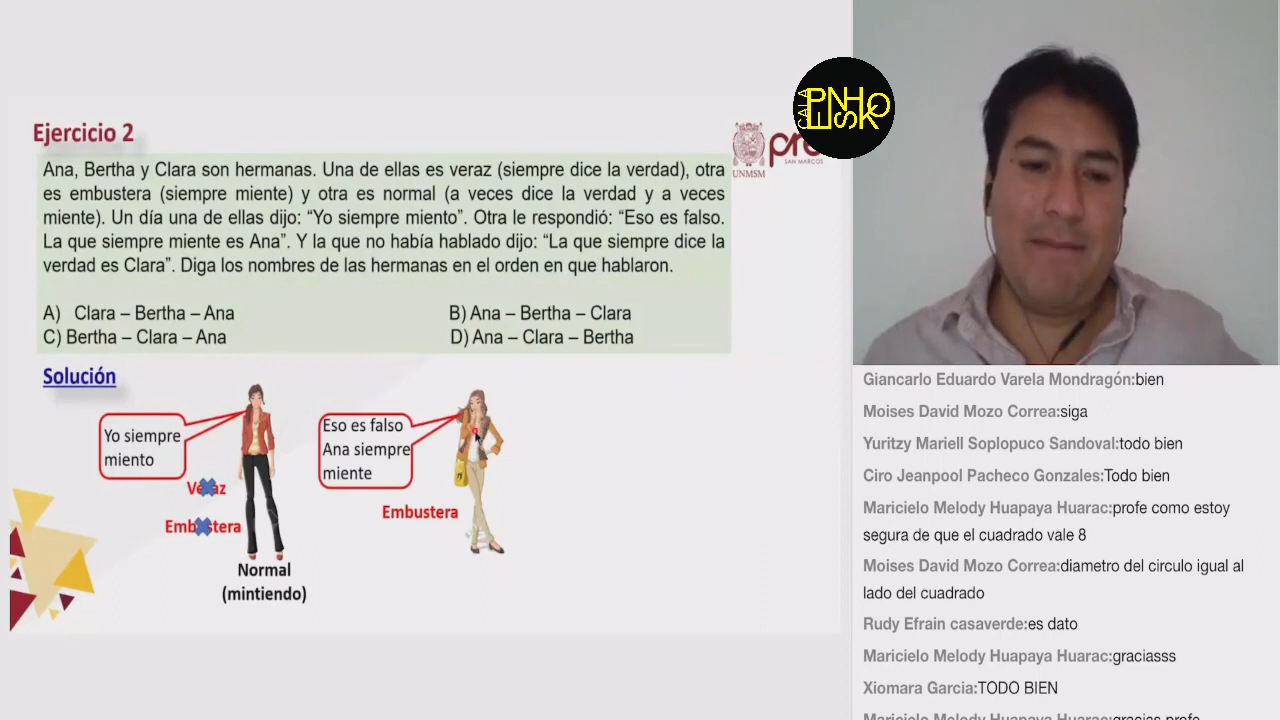 Ejercicio 2
Ana, Bertha y Clara son hermanas. Una de ellas es veraz (siempre dice la verdad), otra
es embustera (siempre miente) y otra es normal (a veces dice la verdad y a veces
miente). Un día una de ellas dijo: “Yo siempre miento”. Otra le respondió: “Eso es falso.
La que siempre miente es Ana”. Y la que no había hablado dijo: “La que siempre dice la
verdad es Clara”. Diga los nombres de las hermanas en el orden en que hablaron.
A) Clara – Bertha – Ana
B) Ana – Bertha – Clara
C) Bertha – Clara – Ana
D) Ana – Clara – Bertha
Solución
Yo siempre
miento
Veraz
Embustera
Normal
(mintiendo)
Eso es falso
Ana siempre
miente
Embustera
UNMSM
pre
SAN MARCOS
Giancarlo Eduardo Varela Mondragón:bien
Moises David Mozo Correa:siga
Yuritzy Mariell Soplopuco Sandoval:todo bien
Ciro Jeanpool Pacheco Gonzales:Todo bien
Maricielo Melody Huapaya Huarac:profe como estoy
segura de que el cuadrado vale 8
Moises David Mozo Correa:diametro del circulo igual al
lado del cuadrado
Rudy Efrain casaverde:es dato
Maricielo Melody Huapaya Huarac:graciasss
Xiomara Garcia:TODO BIEN
Maricielo Melody Huapaya Huarac:gracias profe